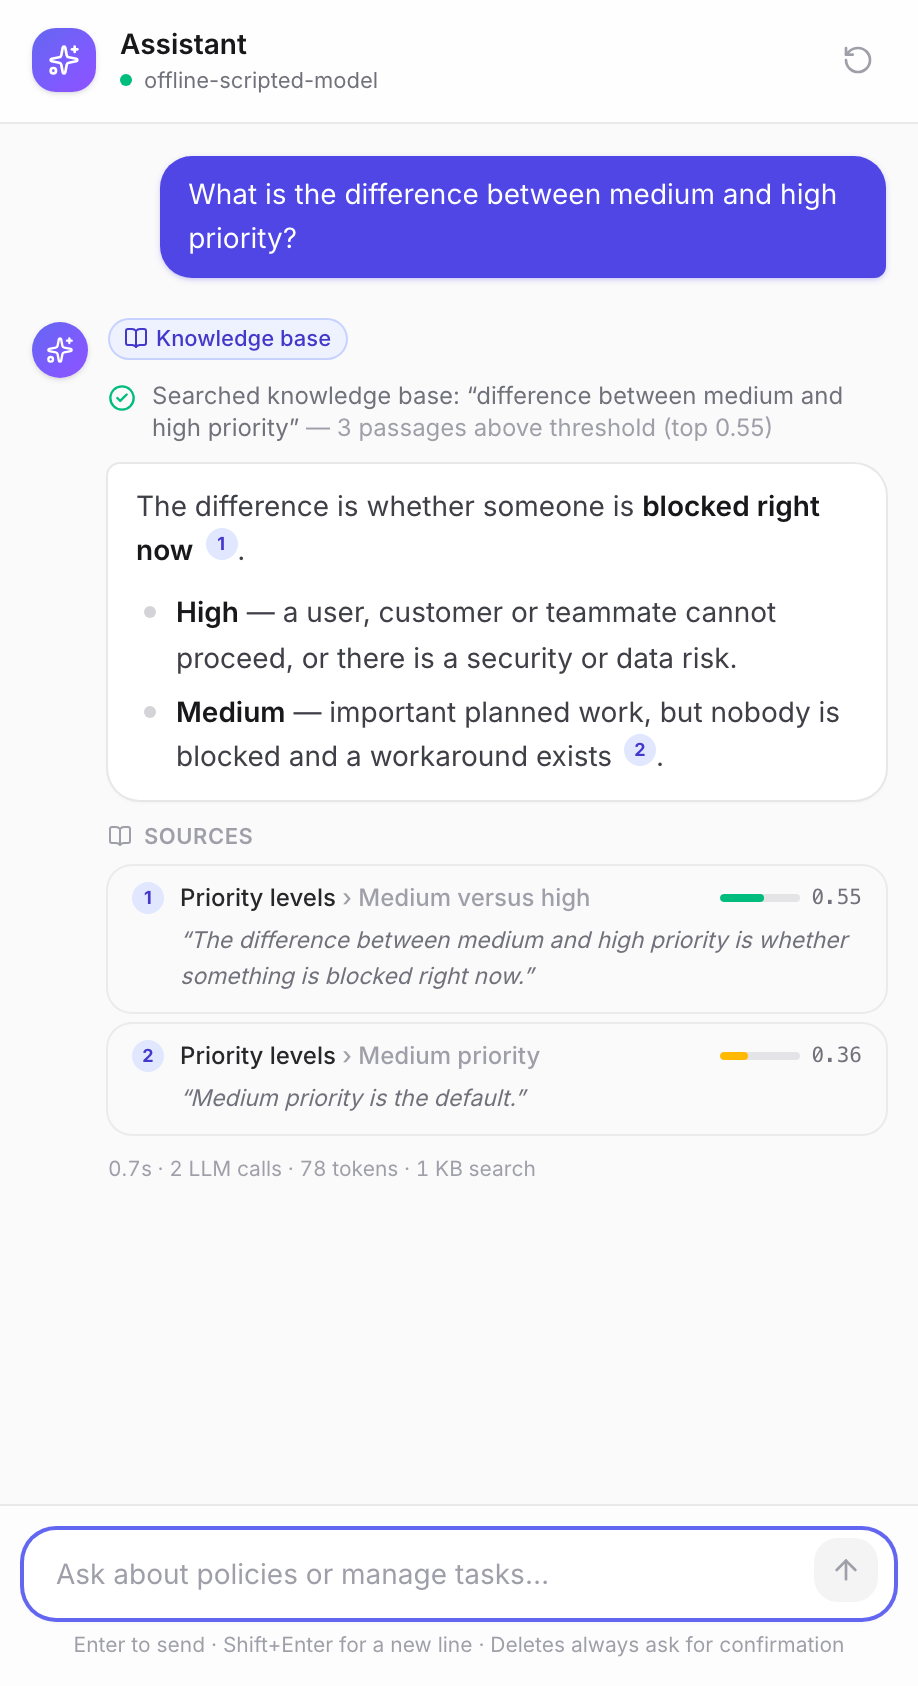 Assistant
offline-scripted-model
What is the difference between medium and high
priority?
Knowledge base
Searched knowledge base: “difference between medium and
high priority” — 3 passages above threshold (top 0.55)
The difference is whether someone is blocked right
now 1.
High — a user, customer or teammate cannot
proceed, or there is a security or data risk.
Medium — important planned work, but nobody is
blocked and a workaround exists 2.
SOURCES
1 Priority levels › Medium versus high 0.55
“The difference between medium and high priority is whether
something is blocked right now.”
2 Priority levels › Medium priority 0.36
“Medium priority is the default.”
0.7s · 2 LLM calls · 78 tokens · 1 KB search
Ask about policies or manage tasks...
Enter to send · Shift+Enter for a new line · Deletes always ask for confirmation